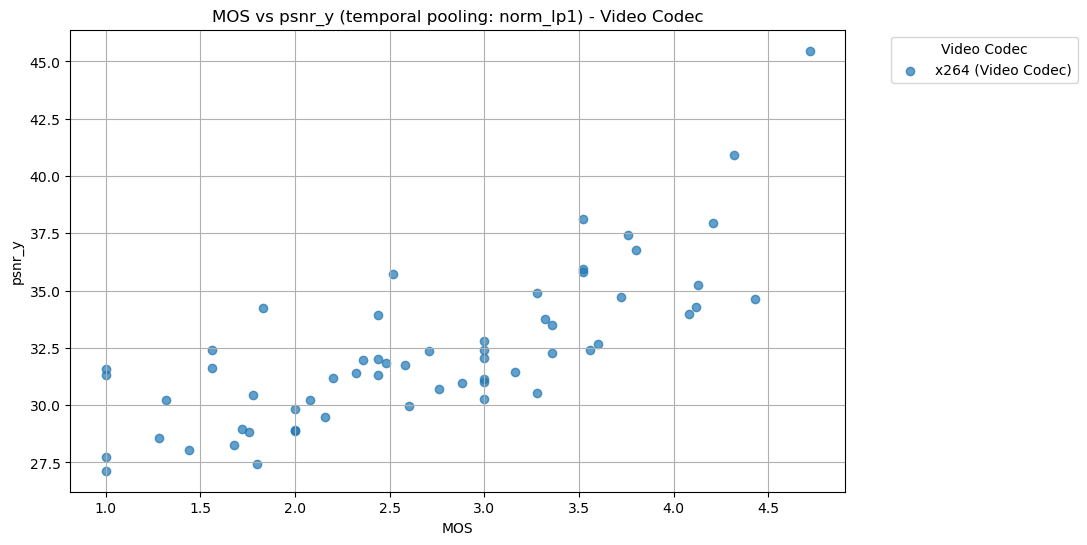 MOS vs psnr_y (temporal pooling: norm_lp1) - Video Codec
Video Codec
x264 (Video Codec)
psnr_y
45.0
42.5
40.0
37.5
35.0
32.5
30.0
27.5
1.0 1.5 2.0 2.5 3.0 3.5 4.0 4.5
MOS